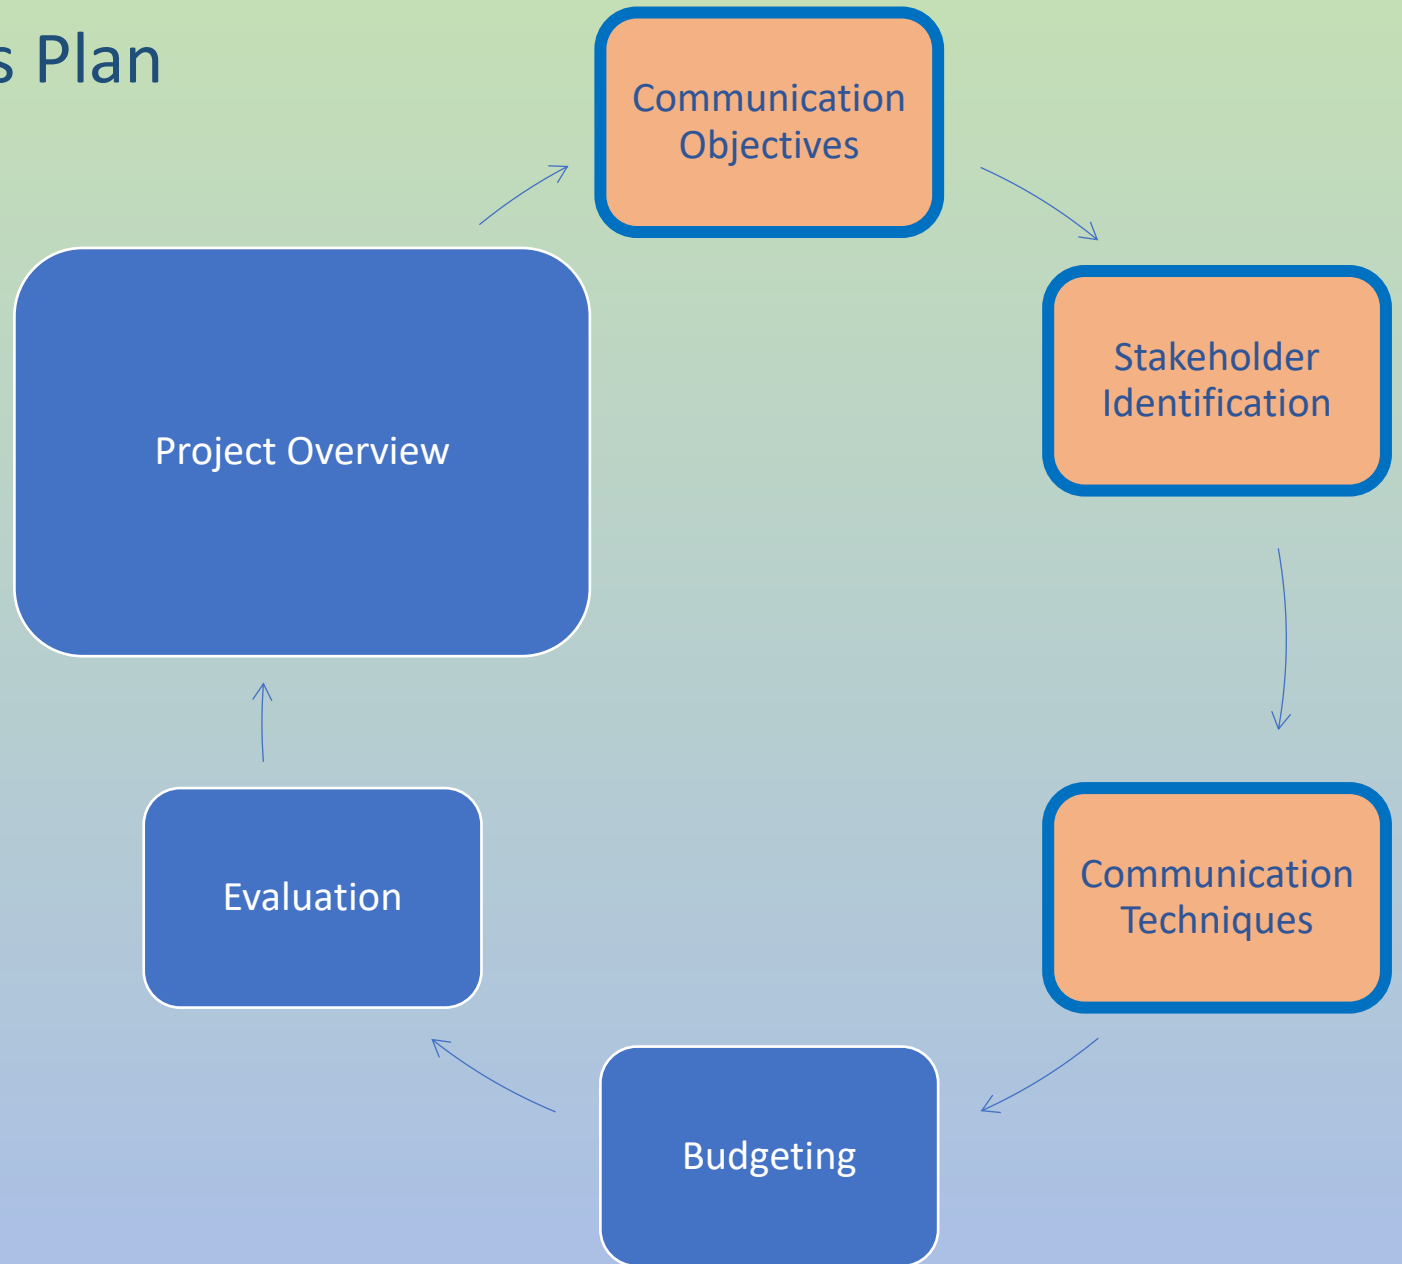 s Plan
Communication
Objectives
Stakeholder
Identification
Project Overview
Communication
Techniques
Evaluation
Budgeting